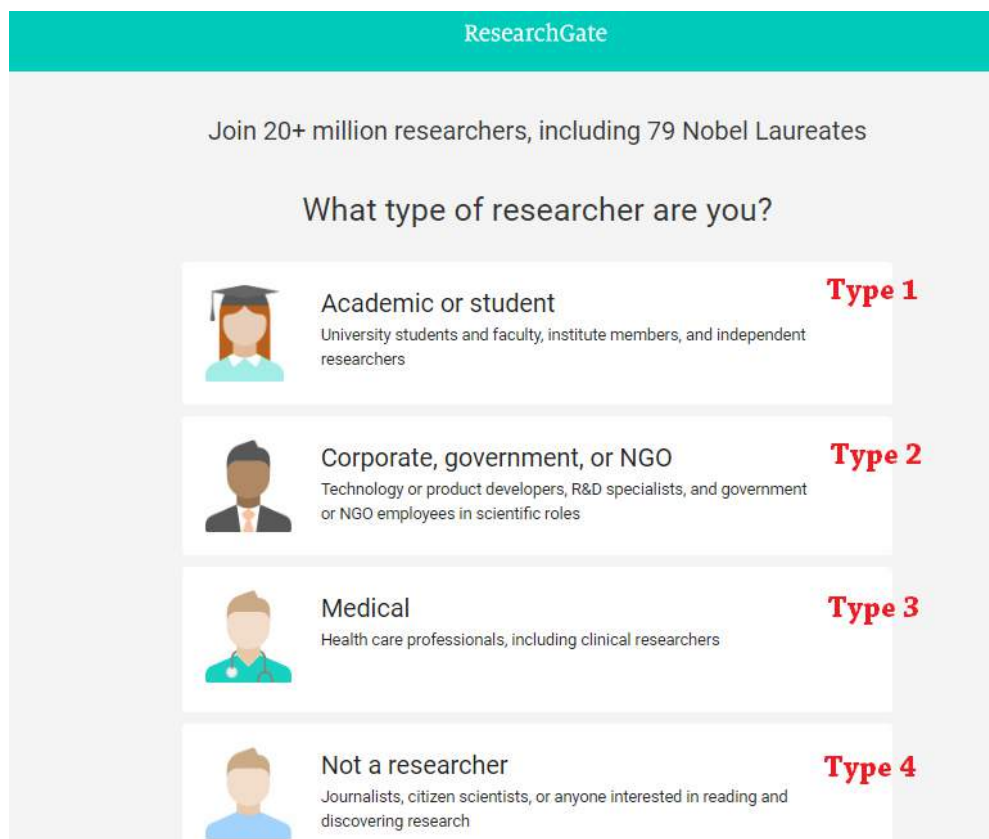 ResearchGate
Join 20+ million researchers, including 79 Nobel Laureates
What type of researcher are you?
Type 1
Academic or student
University students and faculty, institute members, and independent
researchers
Type 2
Corporate, government, or NGO
Technology or product developers, R&D specialists, and government
or NGO employees in scientific roles
Type 3
Medical
Health care professionals, including clinical researchers
Type 4
Not a researcher
Journalists, citizen scientists, or anyone interested in reading and
discovering research